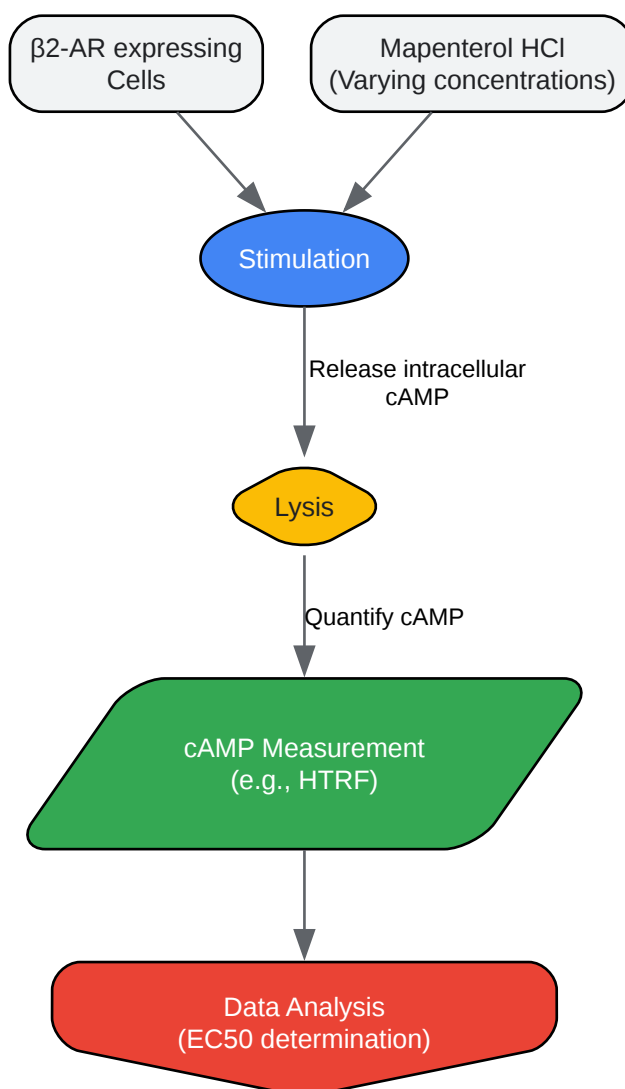 β2-AR expressing
Cells
Mapenterol HCl
(Varying concentrations)
Stimulation
Release intracellular
cAMP
Lysis
Quantify cAMP
cAMP Measurement
(e.g., HTRF)
Data Analysis
(EC50 determination)